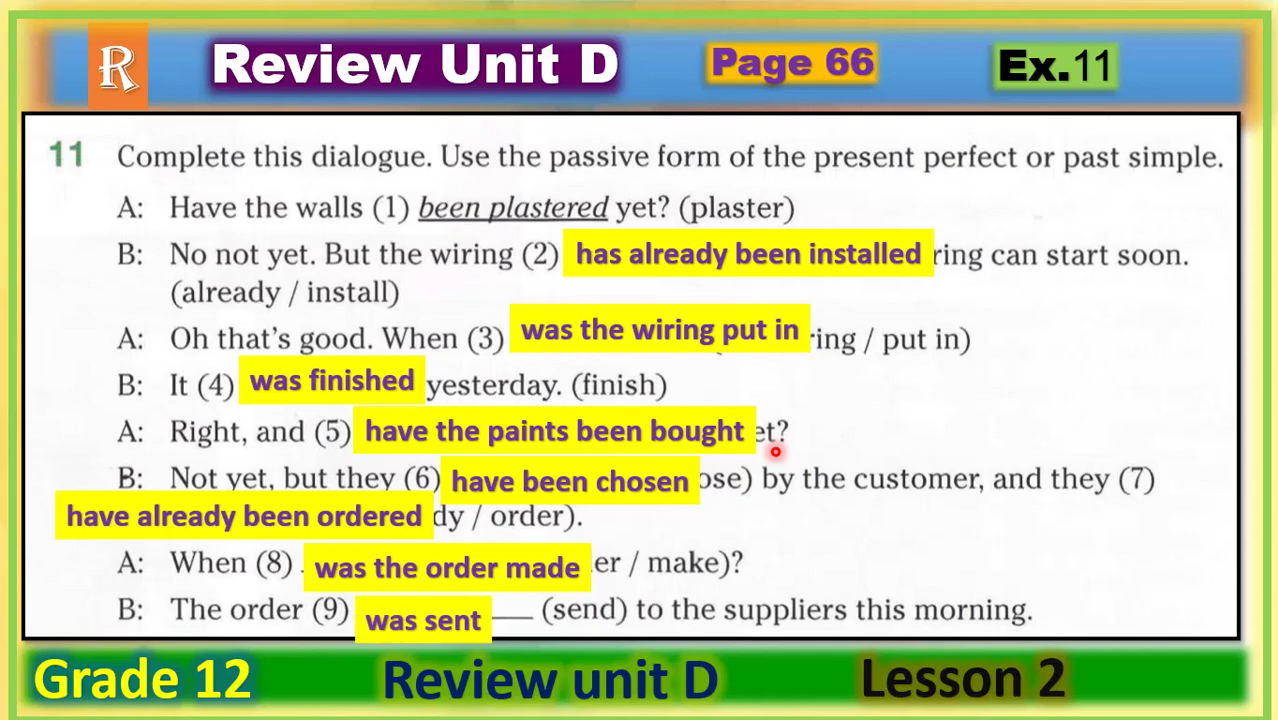 R Review Unit D Page 66 Ex.11
11 Complete this dialogue. Use the passive form of the present perfect or past simple.
A: Have the walls (1) been plastered yet? (plaster)
B: No not yet. But the wiring (2) has already been installed ring can start soon.
(already / install)
A: Oh that's good. When (3) was the wiring put in ring / put in)
B: It (4) was finished yesterday. (finish)
A: Right, and (5) have the paints been bought et?
B: Not yet, but they (6) have been chosen ose) by the customer, and they (7)
have already been ordered dy / order).
A: When (8) was the order made er / make)?
B: The order (9) was sent ___ (send) to the suppliers this morning.
Grade 12 Review unit D Lesson 2